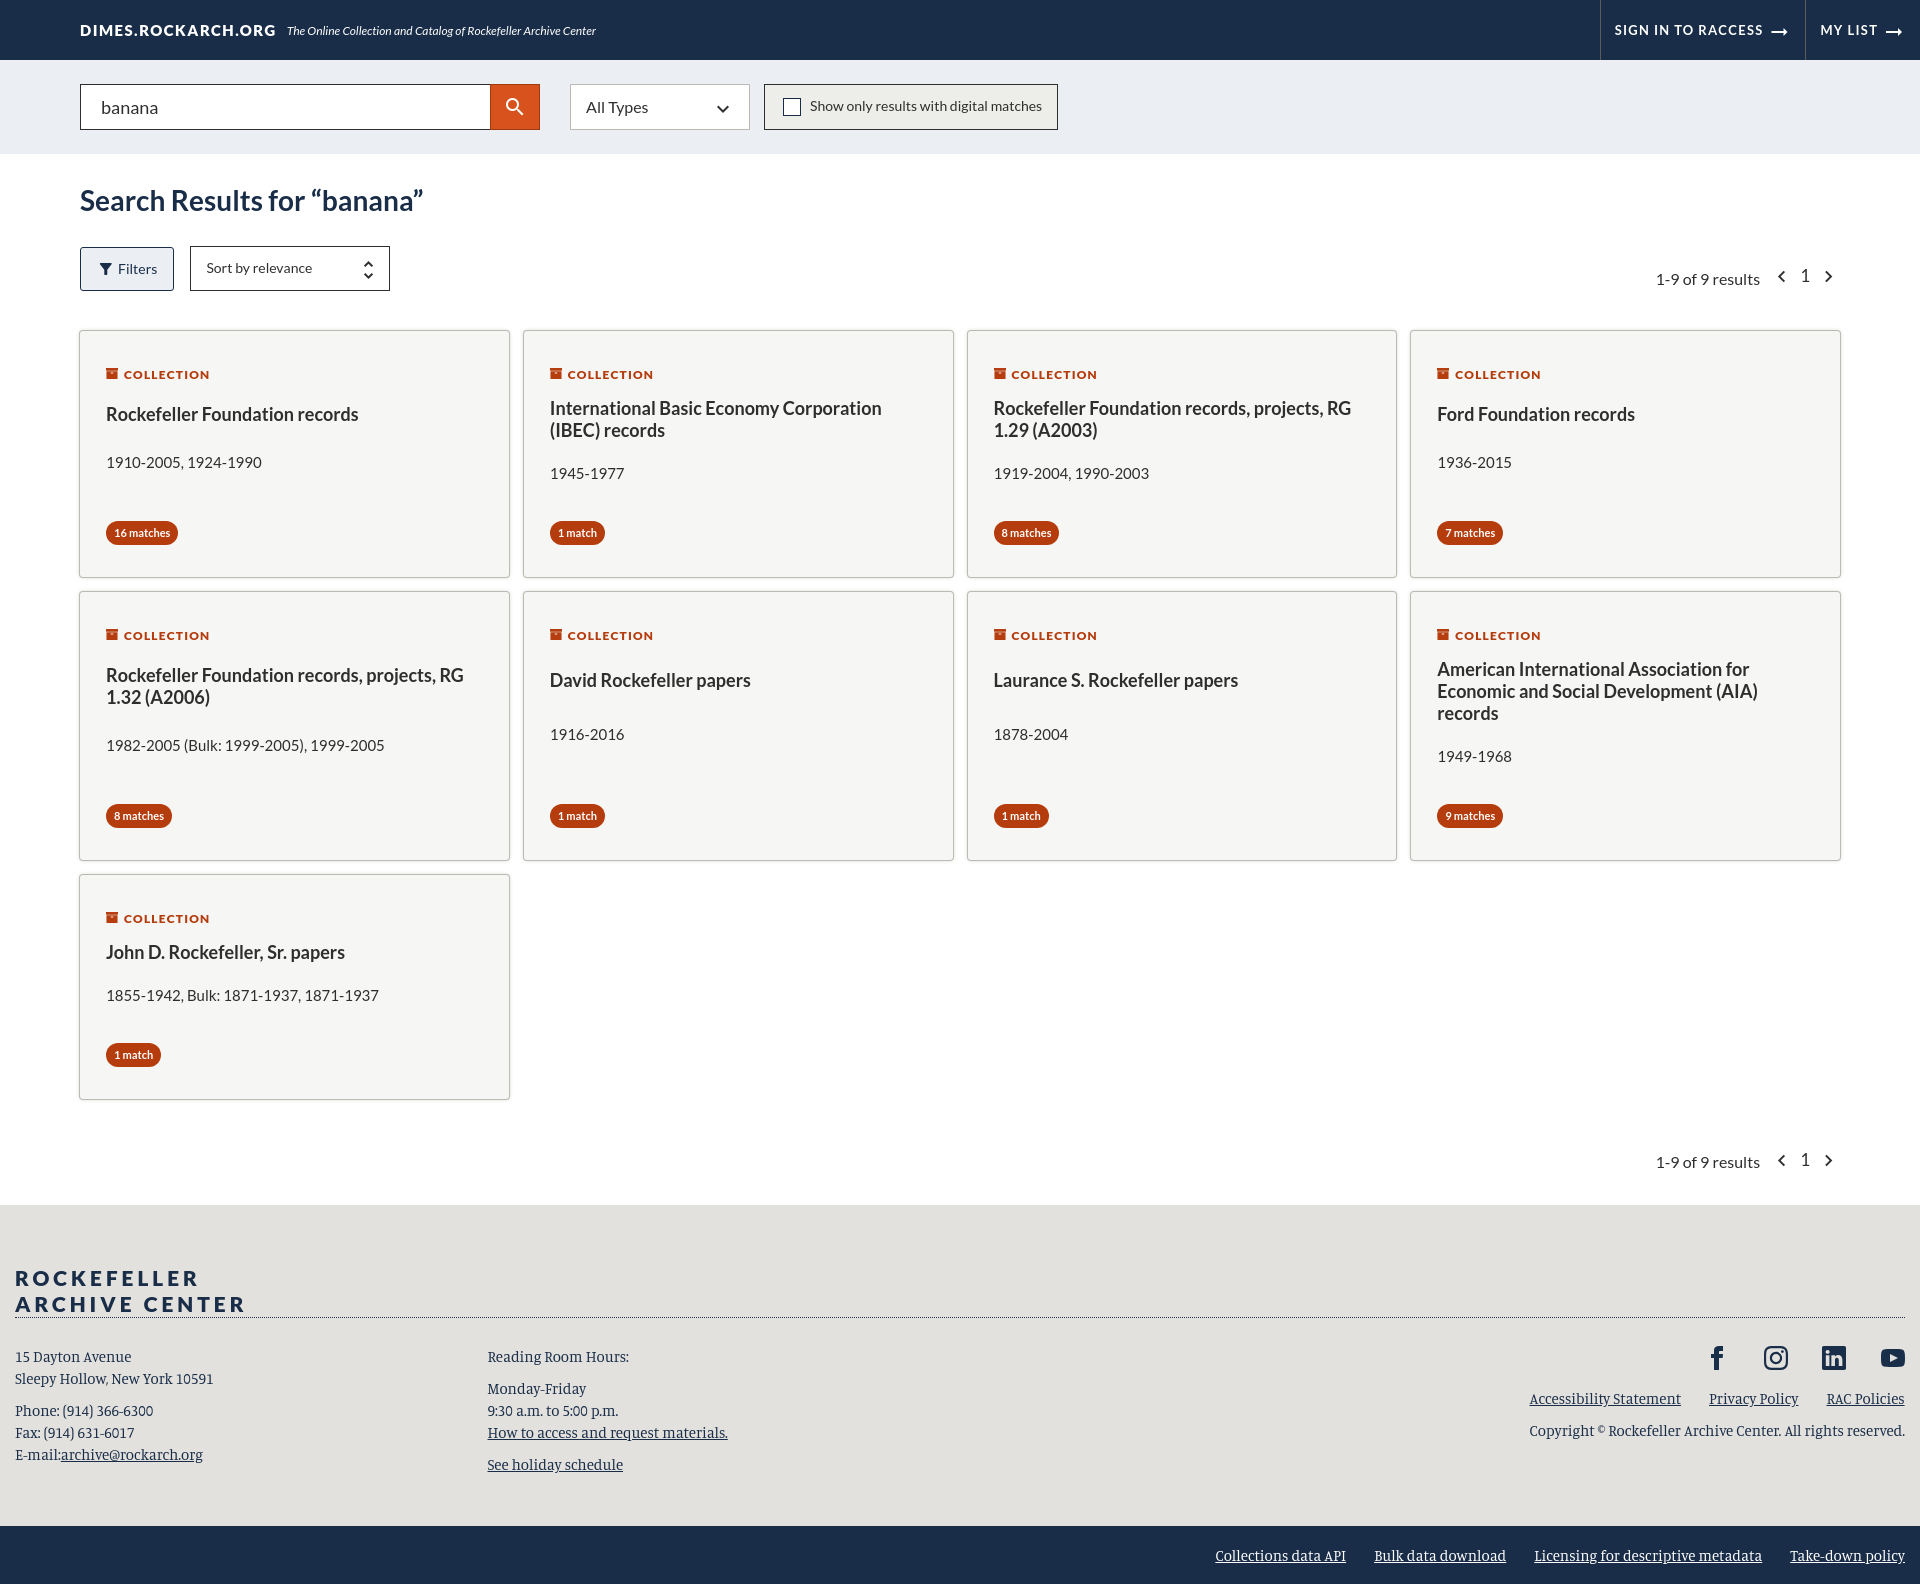 DIMES.ROCKARCH.ORG The Online Collection and Catalog of Rockefeller Archive Center
SIGN IN TO RACCESS
MY LIST
banana
All Types
Show only results with digital matches
Search Results for “banana”
Filters
Sort by relevance
1-9 of 9 results 1
COLLECTION
Rockefeller Foundation records
1910-2005, 1924-1990
16 matches
COLLECTION
International Basic Economy Corporation
(IBEC) records
1945-1977
1 match
COLLECTION
Rockefeller Foundation records, projects, RG
1.29 (A2003)
1919-2004, 1990-2003
8 matches
COLLECTION
Ford Foundation records
1936-2015
7 matches
COLLECTION
Rockefeller Foundation records, projects, RG
1.32 (A2006)
1982-2005 (Bulk: 1999-2005), 1999-2005
8 matches
COLLECTION
David Rockefeller papers
1916-2016
1 match
COLLECTION
Laurance S. Rockefeller papers
1878-2004
1 match
COLLECTION
American International Association for
Economic and Social Development (AIA)
records
1949-1968
9 matches
COLLECTION
John D. Rockefeller, Sr. papers
1855-1942, Bulk: 1871-1937, 1871-1937
1 match
1-9 of 9 results 1
ROCKEFELLER
ARCHIVE CENTER
15 Dayton Avenue
Sleepy Hollow, New York 10591
Phone: (914) 366-6300
Fax: (914) 631-6017
E-mail:archive@rockarch.org
Reading Room Hours:
Monday-Friday
9:30 a.m. to 5:00 p.m.
How to access and request materials.
See holiday schedule
Accessibility Statement Privacy Policy RAC Policies
Copyright © Rockefeller Archive Center. All rights reserved.
Collections data API Bulk data download Licensing for descriptive metadata Take-down policy